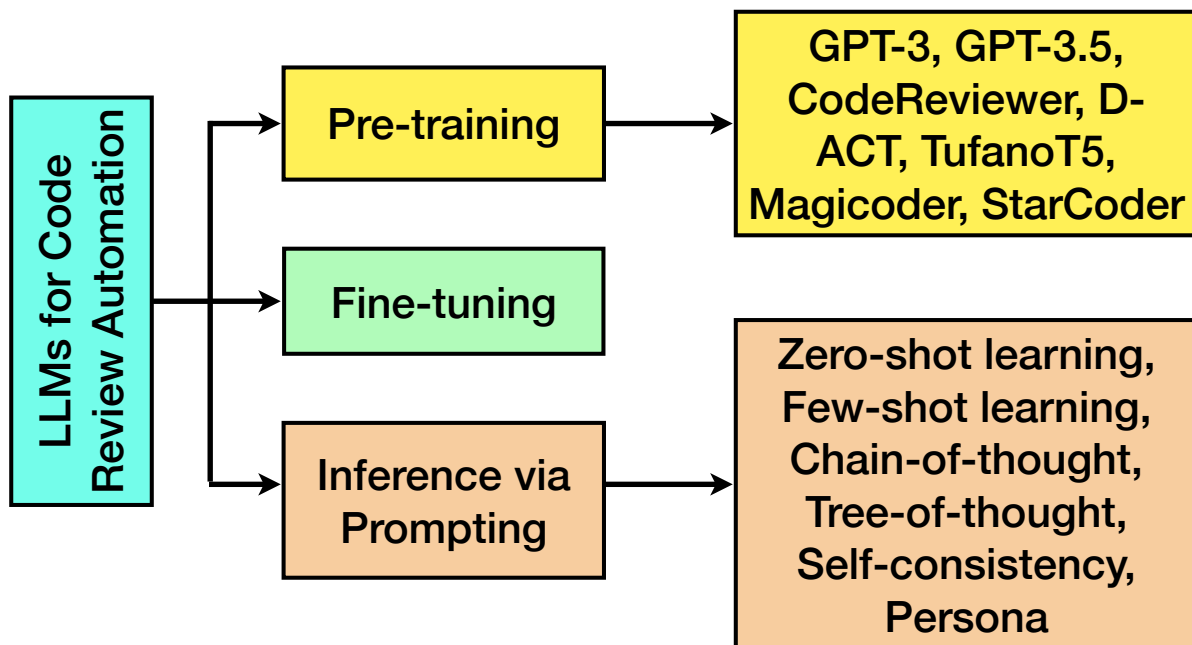 LLMs for Code
Review Automation
Pre-training
GPT-3, GPT-3.5,
CodeReviewer, D-
ACT, TufanoT5,
Magicoder, StarCoder
Fine-tuning
Inference via
Prompting
Zero-shot learning,
Few-shot learning,
Chain-of-thought,
Tree-of-thought,
Self-consistency,
Persona